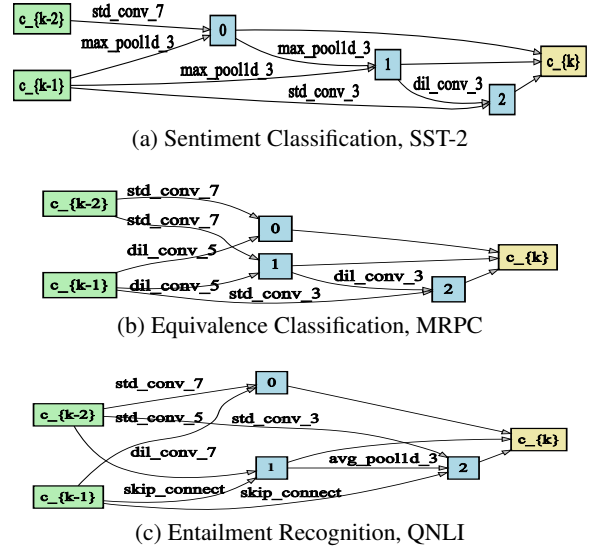 c_{k-2}
std_conv_7
0
max_pool1d_3
max_pool1d_3
1
c_{k}
c_{k-1}
max_pool1d_3
dil_conv_3
std_conv_3
2
(a) Sentiment Classification, SST-2
c_{k-2}
std_conv_7
std_conv_7
0
dil_conv_5
1
c_{k}
c_{k-1}
dil_conv_5
dil_conv_3
std_conv_3
2
(b) Equivalence Classification, MRPC
std_conv_7
0
c_{k-2}
std_conv_5
std_conv_3
c_{k}
dil_conv_7
1
avg_pool1d_3
2
c_{k-1}
skip_connect
skip_connect
(c) Entailment Recognition, QNLI